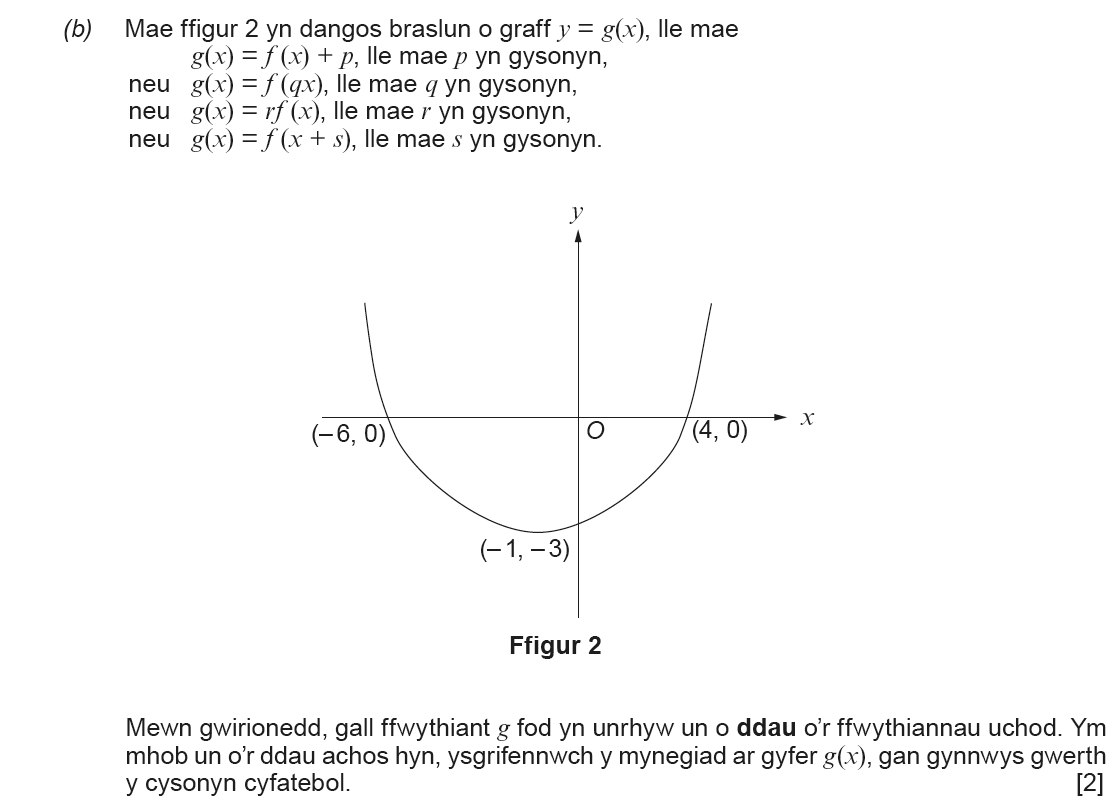 (b) Mae ffigur 2 yn dangos braslun o graff y = g(x), lle mae
g(x) = f (x) + p, lle mae p yn gysonyn,
neu g(x) = f (qx), lle mae q yn gysonyn,
neu g(x) = rf (x), lle mae r yn gysonyn,
neu g(x) = f (x + s), lle mae s yn gysonyn.
y
x
O
(–6, 0)
(4, 0)
(–1, –3)
Ffigur 2
Mewn gwirionedd, gall ffwythiant g fod yn unrhyw un o ddau o'r ffwythiannau uchod. Ym
mhob un o'r ddau achos hyn, ysgrifennwch y mynegiad ar gyfer g(x), gan gynnwys gwerth
y cysonyn cyfatebol. [2]